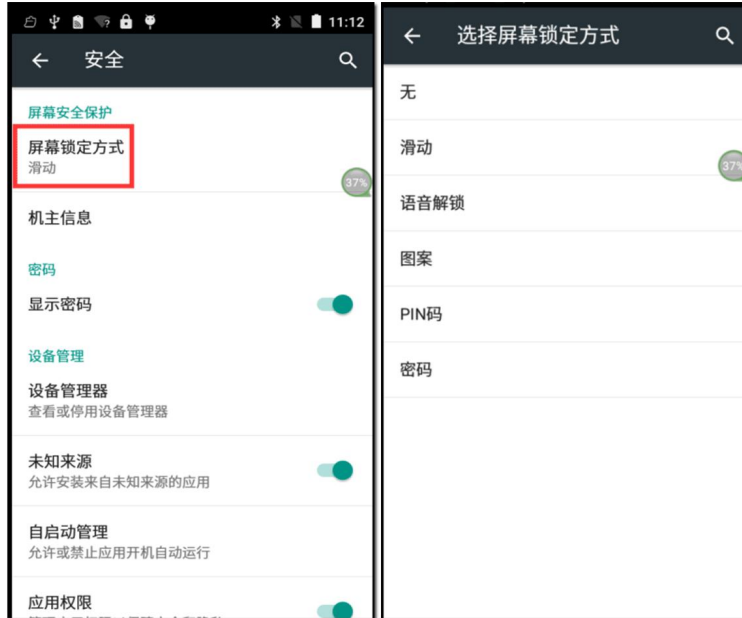 11:12
安全
屏幕安全保护
屏幕锁定方式
滑动
37%
机主信息
密码
显示密码
设备管理
设备管理器
查看或停用设备管理器
未知来源
允许安装来自未知来源的应用
自启动管理
允许或禁止应用开机自动运行
应用权限
选择屏幕锁定方式
无
滑动
37%
语音解锁
图案
PIN码
密码